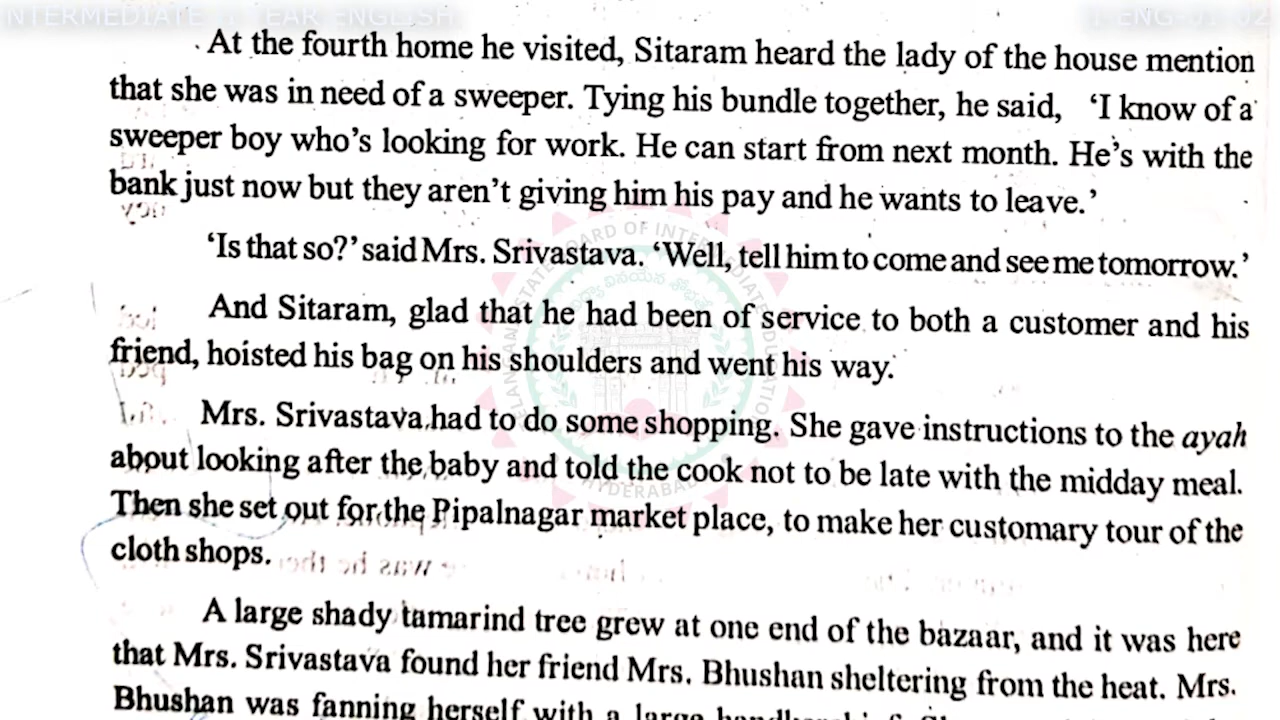 INTERMEDIATE II YEAR ENGLISH
1-ENG-01-02
At the fourth home he visited, Sitaram heard the lady of the house mention
that she was in need of a sweeper. Tying his bundle together, he said, ‘I know of a
sweeper boy who’s looking for work. He can start from next month. He’s with the
bank just now but they aren’t giving him his pay and he wants to leave.’
‘Is that so?’ said Mrs. Srivastava. ‘Well, tell him to come and see me tomorrow.’
And Sitaram, glad that he had been of service to both a customer and his
friend, hoisted his bag on his shoulders and went his way.
Mrs. Srivastava had to do some shopping. She gave instructions to the ayah
about looking after the baby and told the cook not to be late with the midday meal.
Then she set out for the Pipalnagar market place, to make her customary tour of the
cloth shops.
A large shady tamarind tree grew at one end of the bazaar, and it was here
that Mrs. Srivastava found her friend Mrs. Bhushan sheltering from the heat. Mrs.
Bhushan was fanning herself with a large